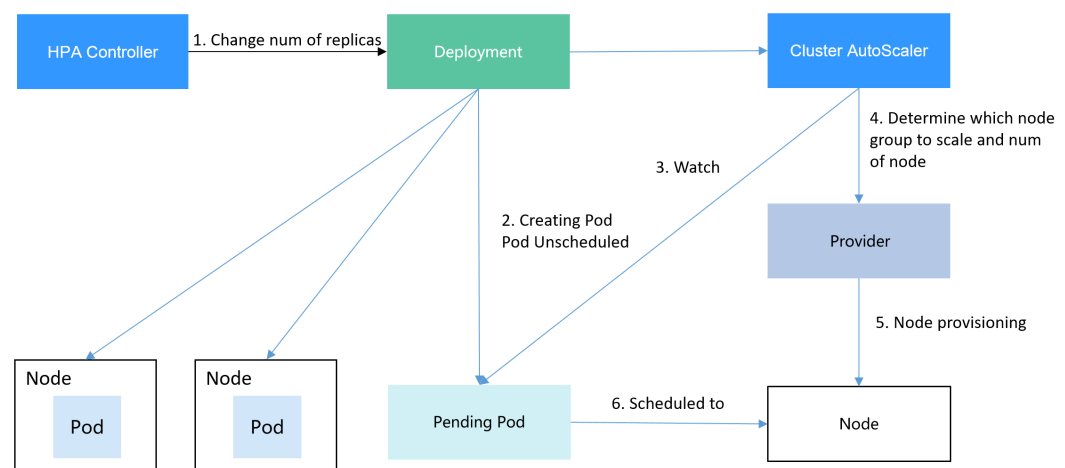 HPA Controller
1. Change num of replicas
Deployment
Cluster AutoScaler
4. Determine which node
group to scale and num
of node
3. Watch
2. Creating Pod
Pod Unscheduled
Provider
5. Node provisioning
Node
Pod
Node
Pod
Pending Pod
6. Scheduled to
Node